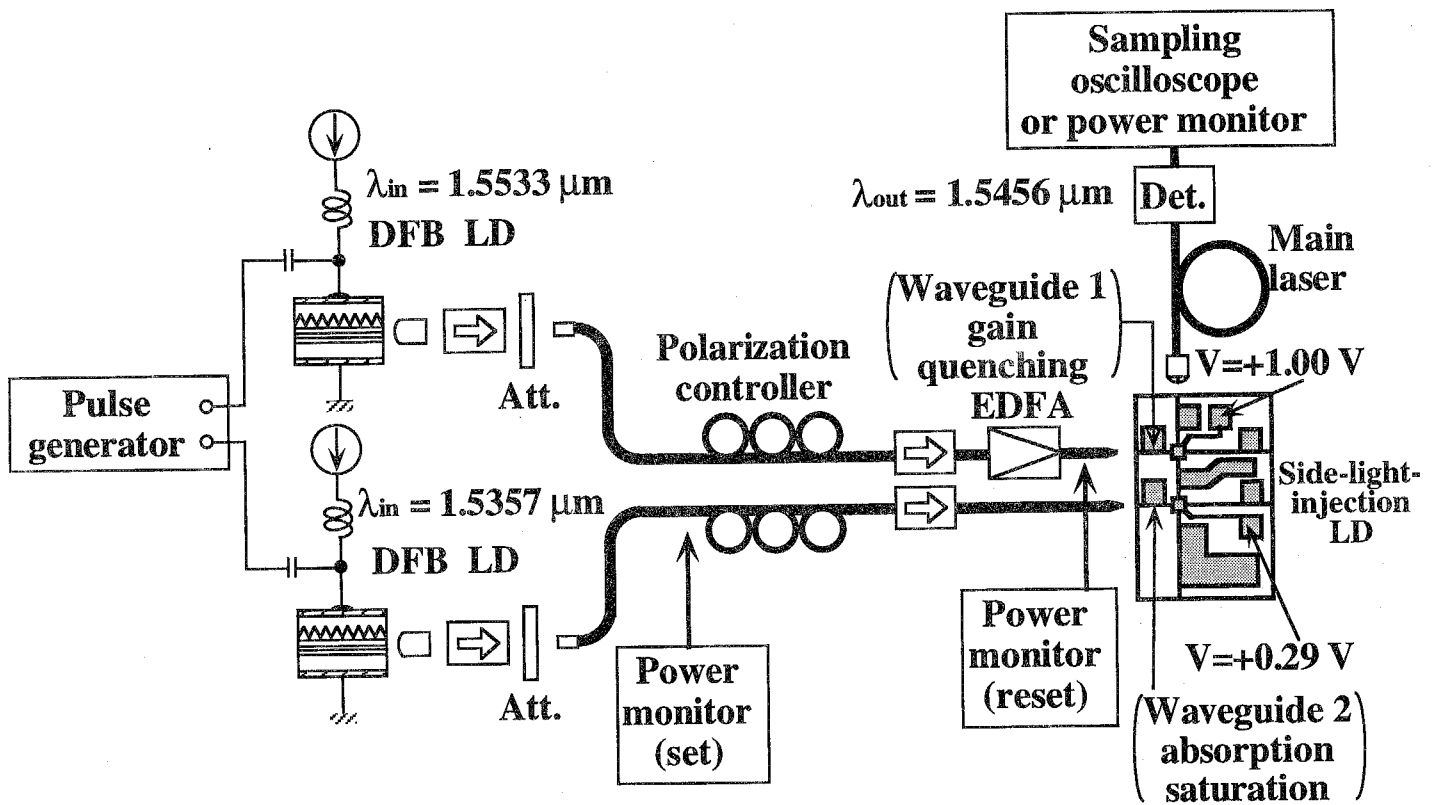 Sampling
oscilloscope
or power monitor
λin = 1.5533 μm
DFB LD
λout = 1.5456 μm
Det.
Main
laser
Waveguide 1
gain
quenching
Polarization
controller
EDFA
V=+1.00 V
Att.
Pulse
generator
λin = 1.5357 μm
DFB LD
Side-light-
injection
LD
Att.
Power
monitor
(set)
Power
monitor
(reset)
V=+0.29 V
Waveguide 2
absorption
saturation